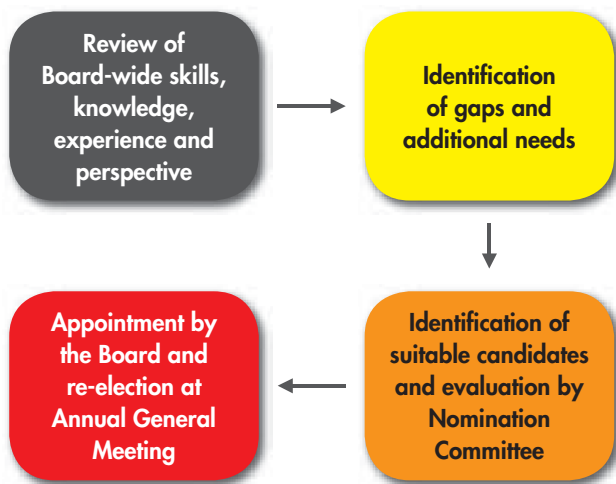 Review of
Board-wide skills,
knowledge,
experience and
perspective
Identification
of gaps and
additional needs
Identification of
suitable candidates
and evaluation by
Nomination
Committee
Appointment by
the Board and
re-election at
Annual General
Meeting